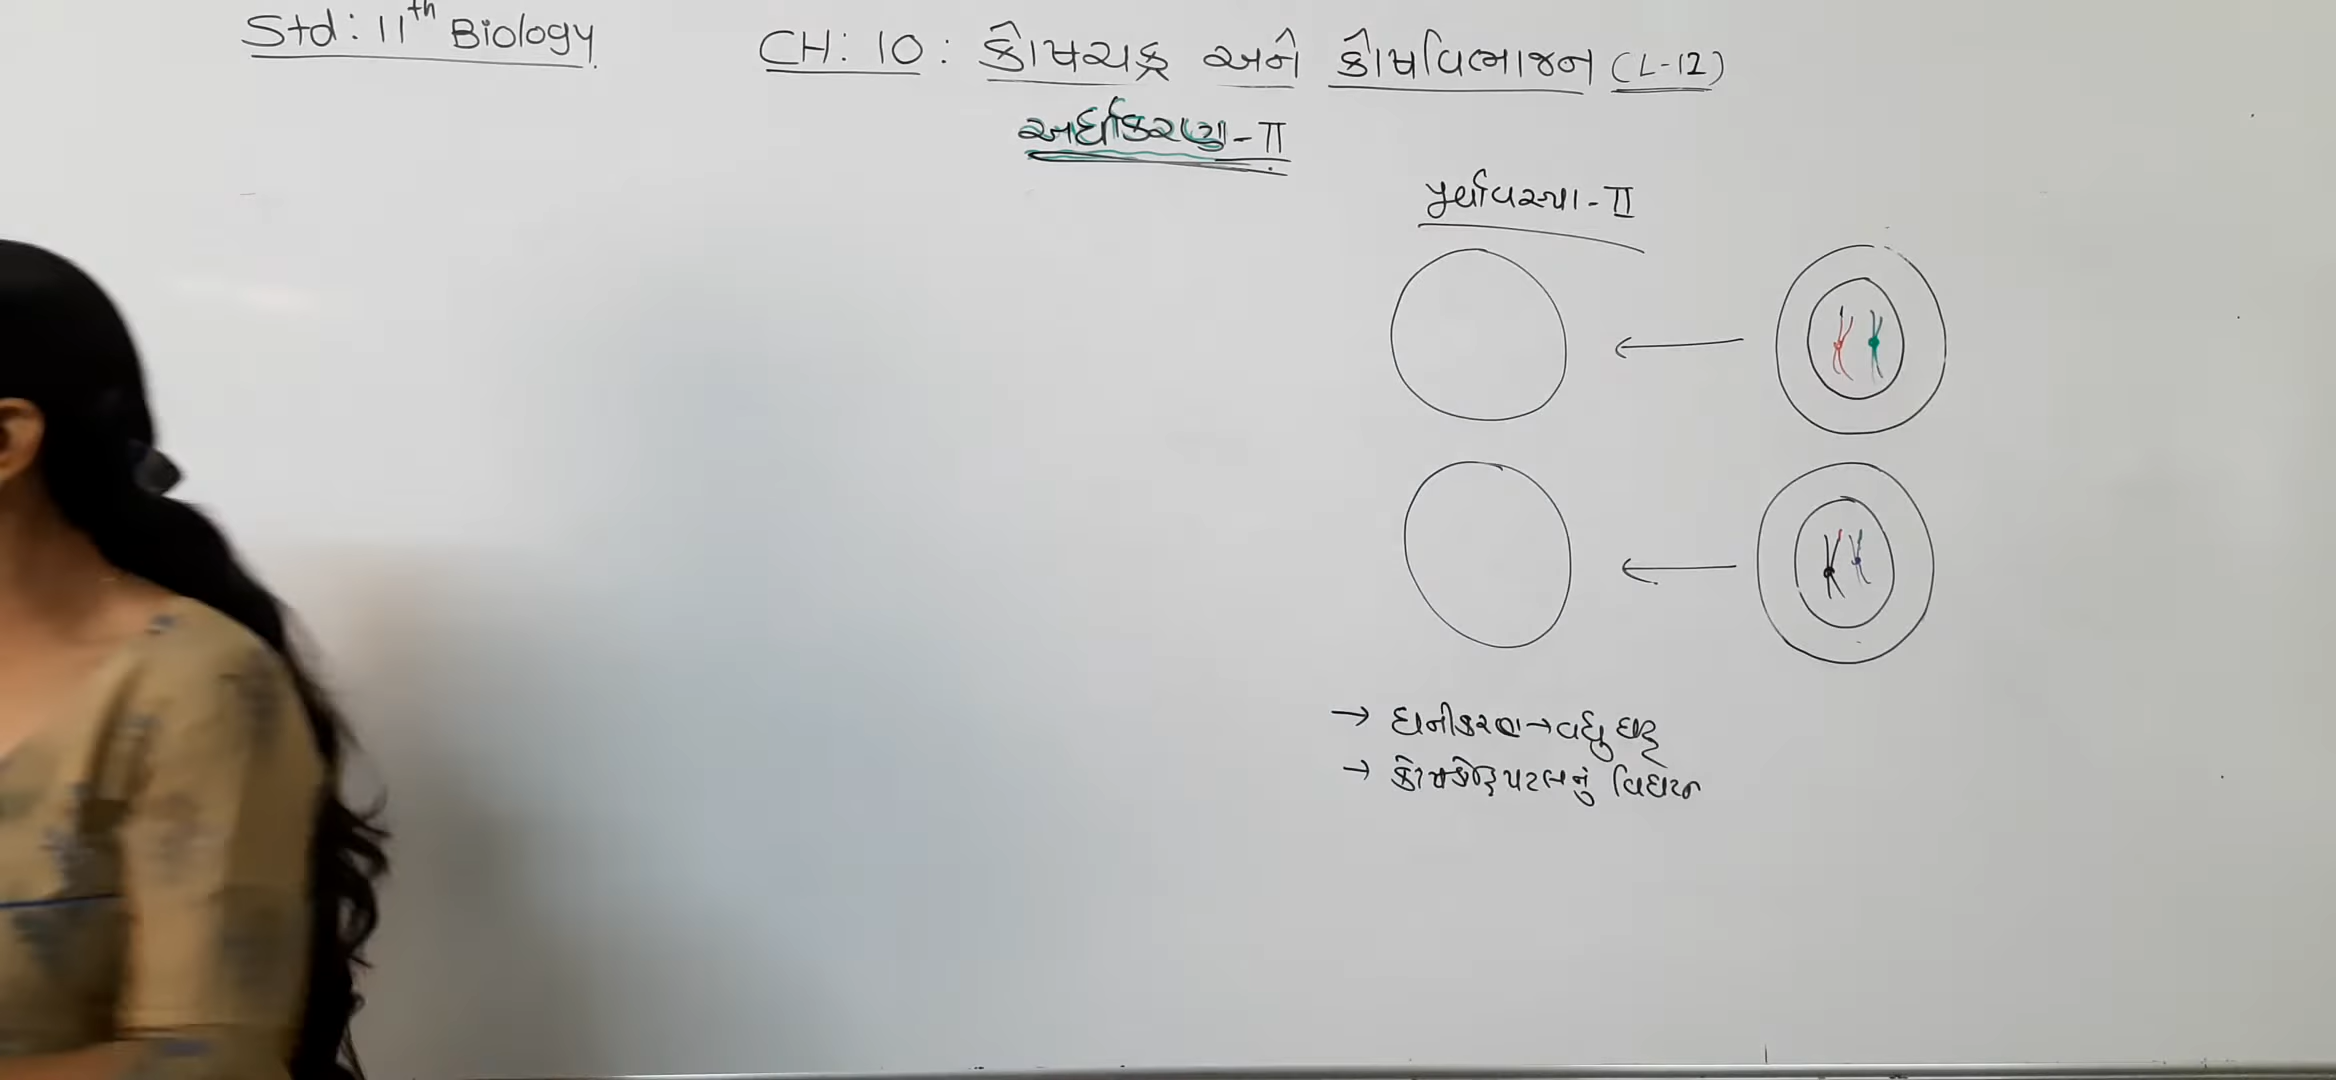 Std: 11th Biology
CH: 10: કોષચક્ર અને કોષવિભાજન (L-12)
અર્ધીકરણ-II
પૂર્વાવસ્થા-II
→ ઘનીકરણ→વધુ ઘટ્ટ
→ કોષકેન્દ્રપટલનું વિઘટન